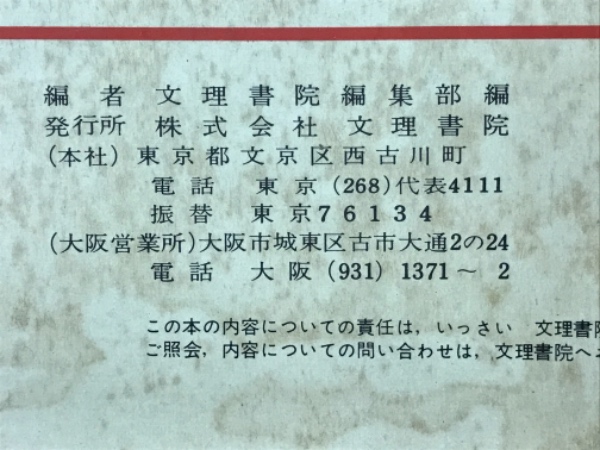 編者 文理書院編集部編
発行所 株式会社 文理書院
(本社) 東京都文京区西古川町
電話 東京 (268)代表4111
振替 東京76134
(大阪営業所)大阪市城東区古市大通2の24
電話 大阪 (931) 1371〜2
この本の内容についての責任は,いっさい 文理書院
ご照会,内容についての問い合わせは,文理書院へ